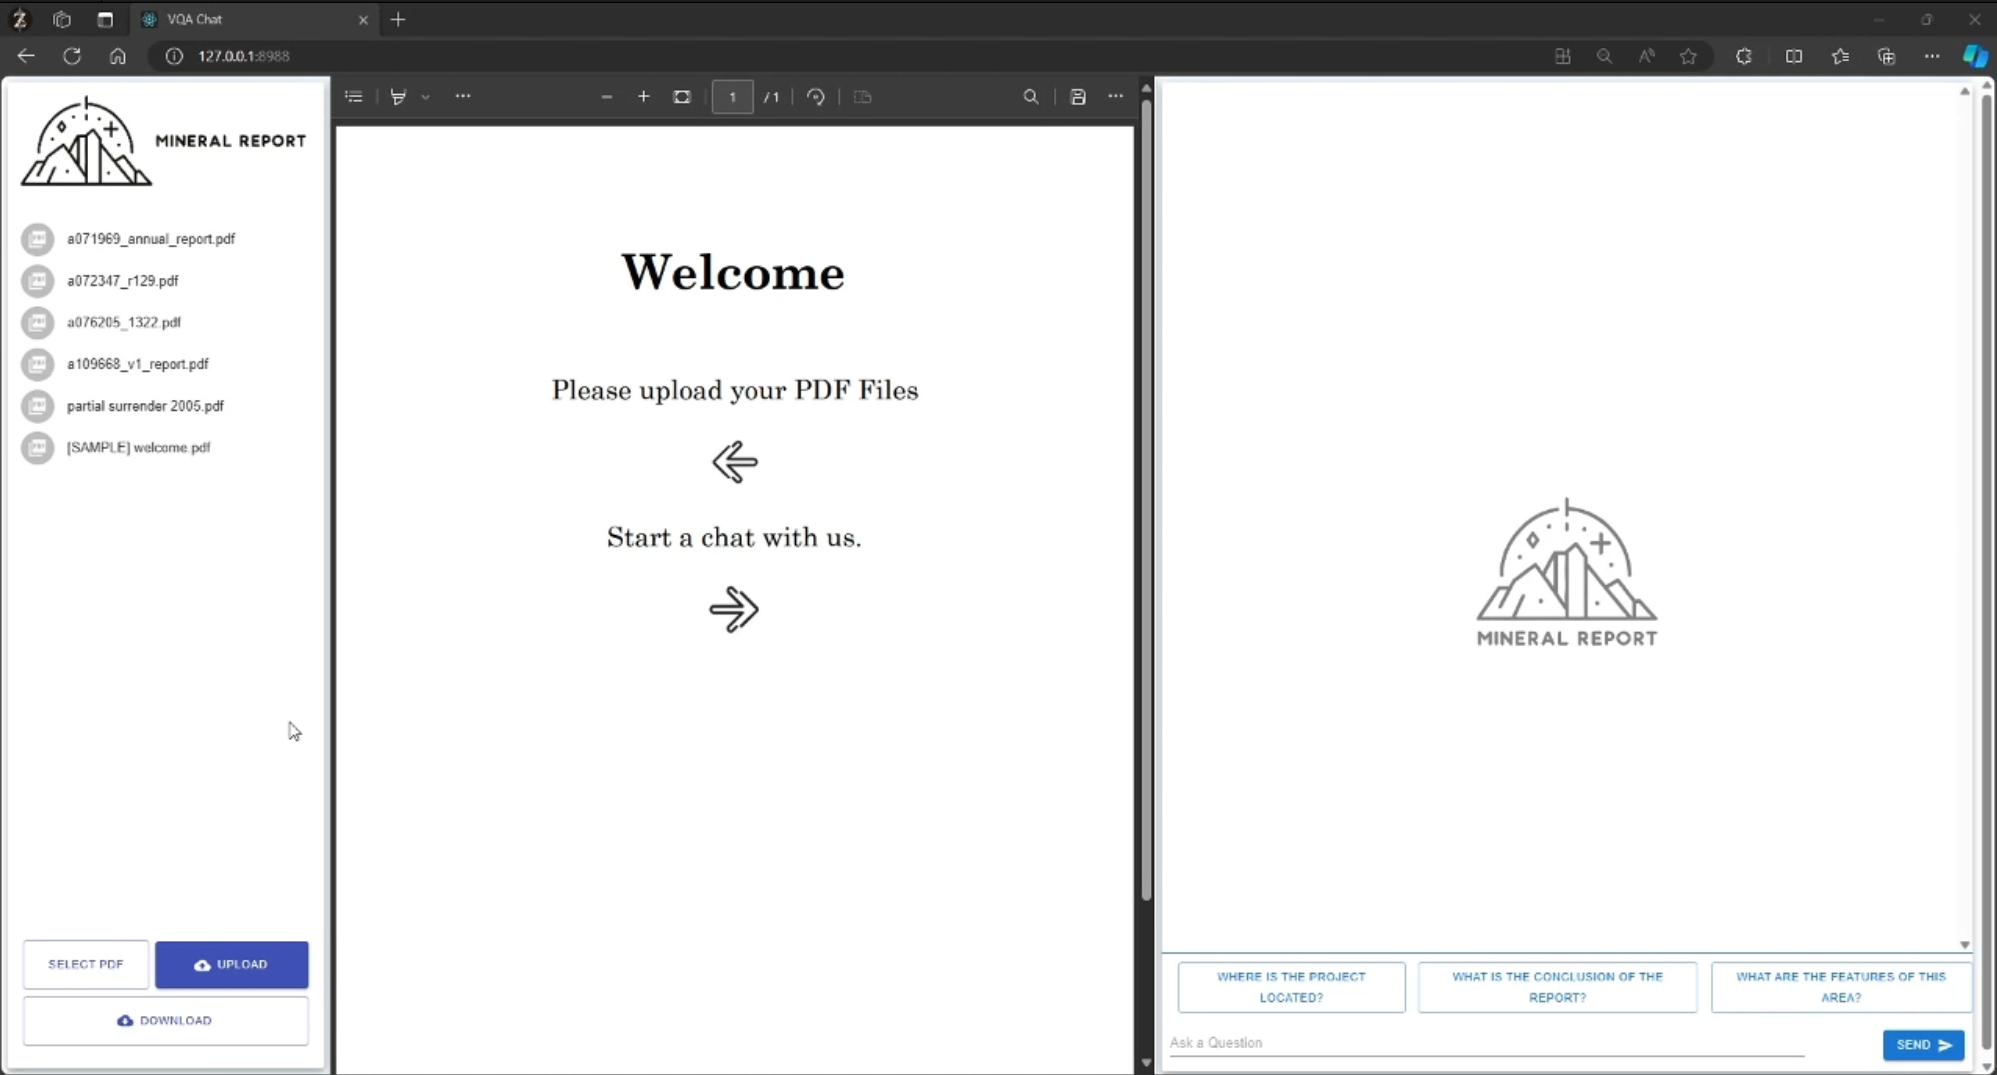 VQA Chat
127.0.0.1:8988
MINERAL REPORT
a071969_annual_report.pdf
a072347_r129.pdf
a076205_1322.pdf
a109668_v1_report.pdf
partial surrender 2005.pdf
[SAMPLE] welcome.pdf
SELECT PDF
UPLOAD
DOWNLOAD
1 / 1
Welcome
Please upload your PDF Files
Start a chat with us.
MINERAL REPORT
WHERE IS THE PROJECT
LOCATED?
WHAT IS THE CONCLUSION OF THE
REPORT?
WHAT ARE THE FEATURES OF THIS
AREA?
Ask a Question
SEND